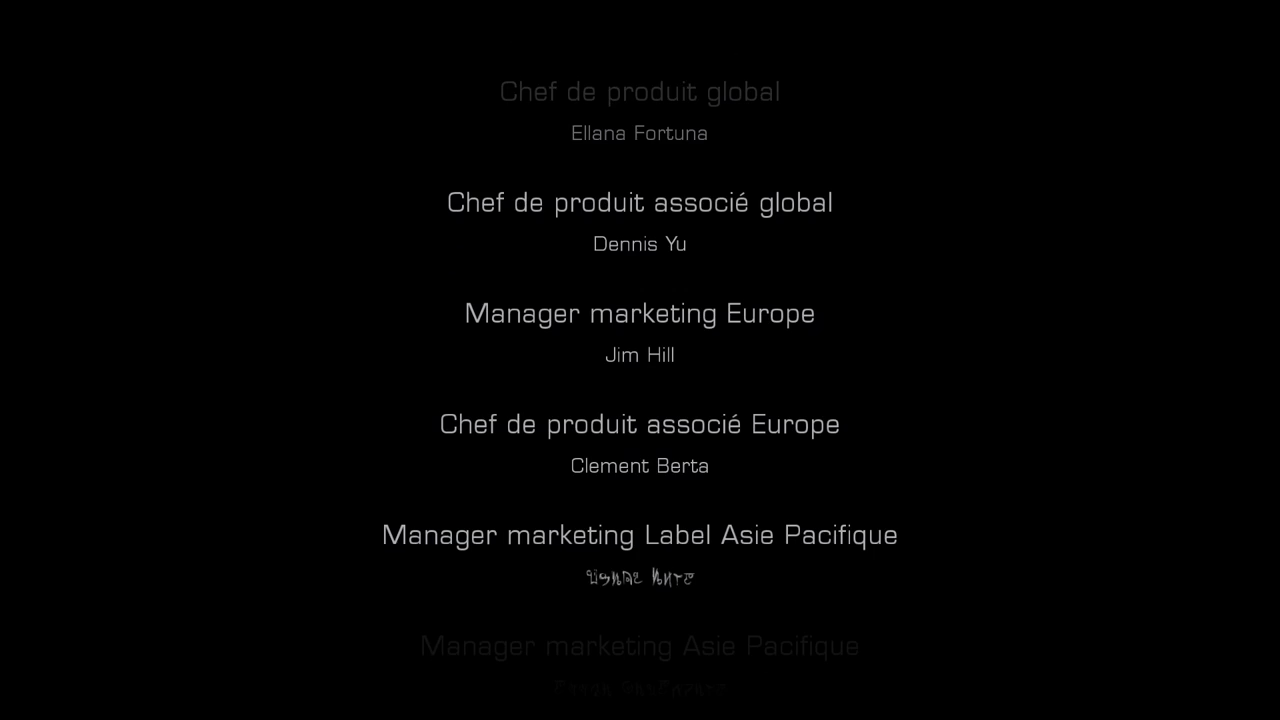 Chef de produit global
Ellana Fortuna
Chef de produit associé global
Dennis Yu
Manager marketing Europe
Jim Hill
Chef de produit associé Europe
Clement Berta
Manager marketing Label Asie Pacifique
Manager marketing Asie Pacifique